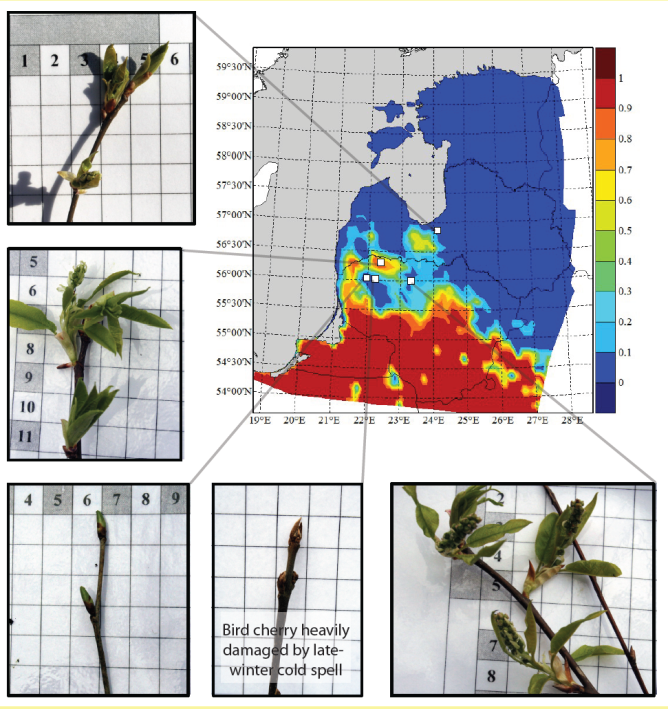 1 2 3 5 6
59°30'N
59°00'N
58°30'N
58°00'N
57°30'N
57°00'N
56°30'N
56°00'N
55°30'N
55°00'N
54°30'N
54°00'N
19°E 20°E 21°E 22°E 23°E 24°E 25°E 26°E 27°E 28°E
1
0.9
0.8
0.7
0.6
0.5
0.4
0.3
0.2
0.1
0
5
6
8
9
10
11
4 5 6 7 8 9
Bird cherry heavily
damaged by late-
winter cold spell
2
3
4
5
7
8